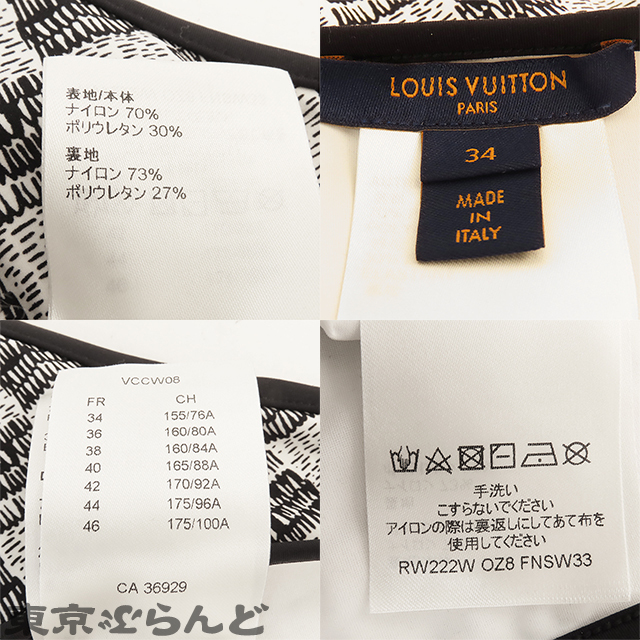 表地/本体
ナイロン 70%
ポリウレタン 30%
裏地
ナイロン 73%
ポリウレタン 27%
LOUIS VUITTON
PARIS
34
MADE
IN
ITALY
VCCW08
FR CH
34 155/76A
36 160/80A
38 160/84A
40 165/88A
42 170/92A
44 175/96A
46 175/100A
CA 36929
手洗い
こすらないでください
アイロンの際は裏返しにしてあて布を
使用してください
RW222W OZ8 FNSW33
東京ぶらんど